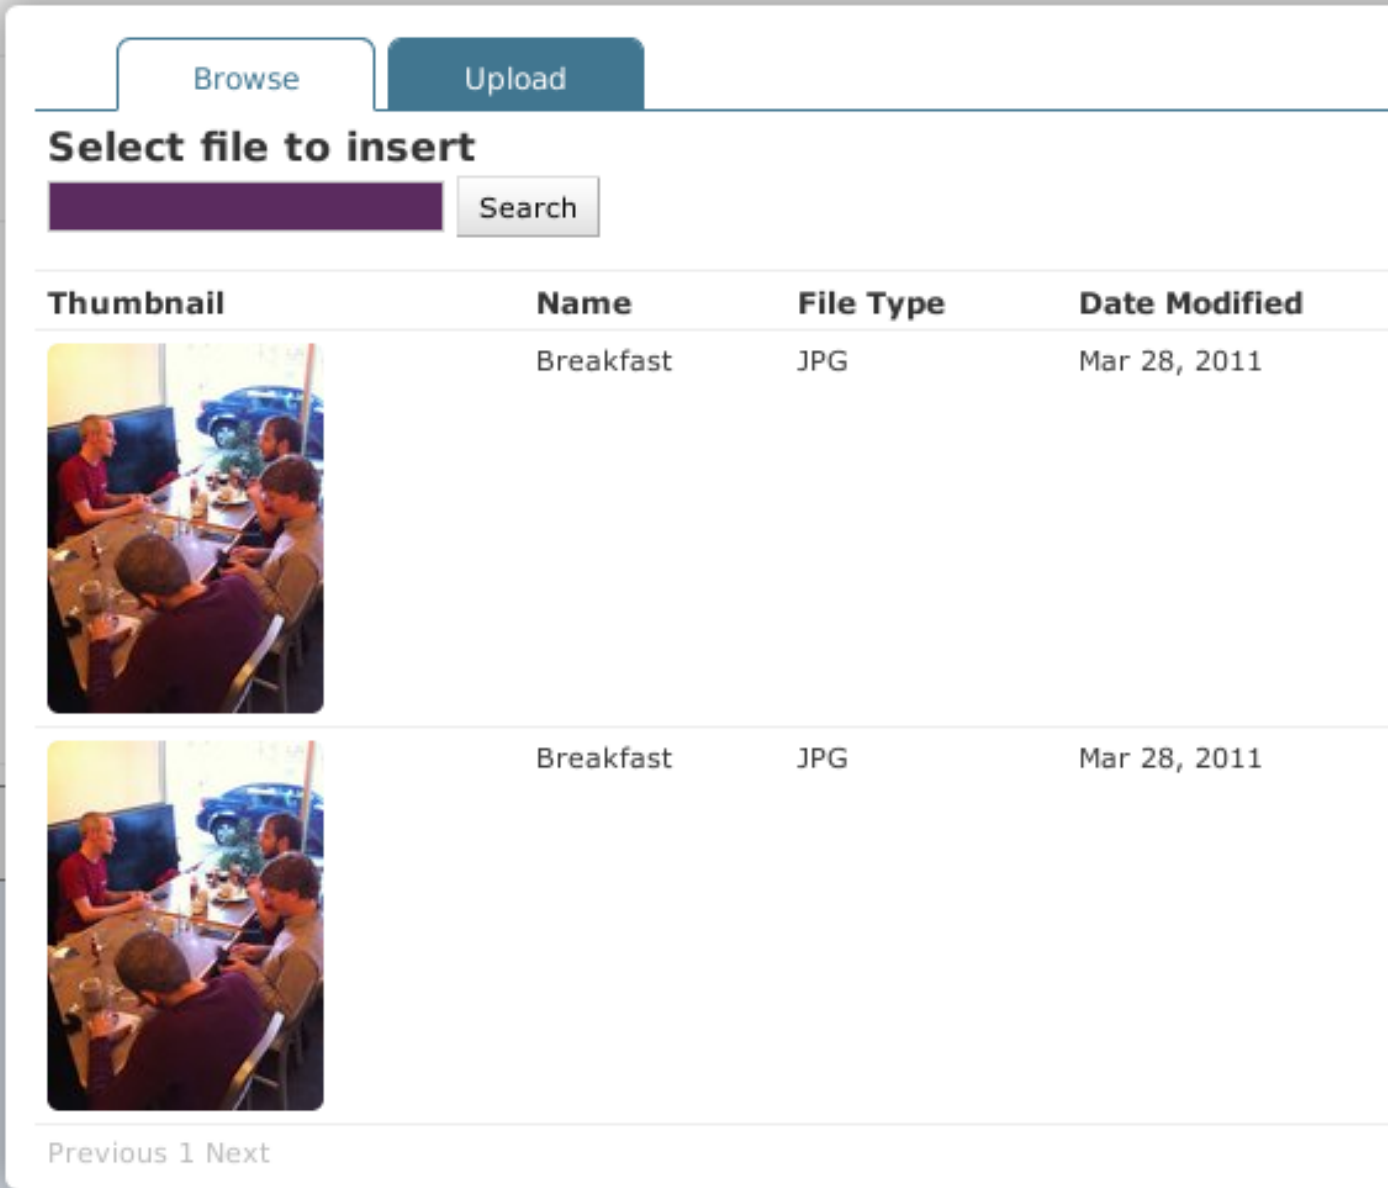 Browse Upload
Select file to insert
Search
Thumbnail Name File Type Date Modified
Breakfast JPG Mar 28, 2011
Breakfast JPG Mar 28, 2011
Previous 1 Next